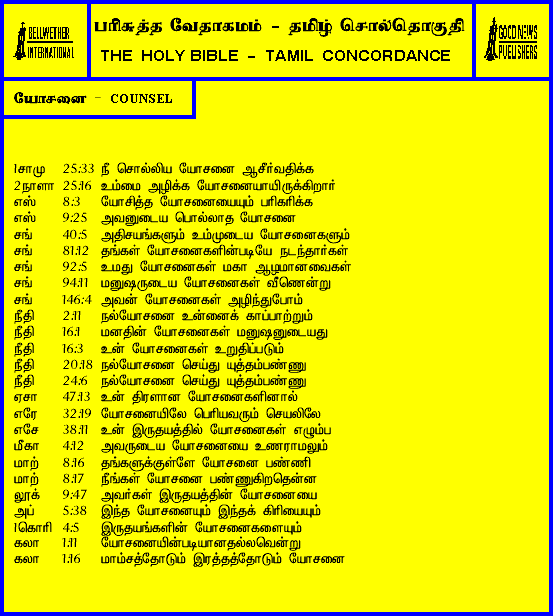 BELLWETHER
INTERNATIONAL
பரிசுத்த வேதாகமம் - தமிழ் சொல்தொகுதி
THE HOLY BIBLE - TAMIL CONCORDANCE
GOOD NEWS
PUBLISHERS
யோசனை - COUNSEL
1சாமு 25:33 நீ சொல்லிய யோசனை ஆசீர்வதிக்க
2நாளா 25:16 உம்மை அழிக்க யோசனையாயிருக்கிறார்
எஸ் 8:3 யோசித்த யோசனையையும் பரிகரிக்க
எஸ் 9:25 அவனுடைய பொல்லாத யோசனை
சங் 40:5 அதிசயங்களும் உம்முடைய யோசனைகளும்
சங் 81:12 தங்கள் யோசனைகளின்படியே நடந்தார்கள்
சங் 92:5 உமது யோசனைகள் மகா ஆழமானவைகள்
சங் 94:11 மனுஷருடைய யோசனைகள் வீணென்று
சங் 146:4 அவன் யோசனைகள் அழிந்துபோம்
நீதி 2:11 நல்யோசனை உன்னைக் காப்பாற்றும்
நீதி 16:1 மனதின் யோசனைகள் மனுஷனுடையது
நீதி 16:3 உன் யோசனைகள் உறுதிப்படும்
நீதி 20:18 நல்யோசனை செய்து யுத்தம்பண்ணு
நீதி 24:6 நல்யோசனை செய்து யுத்தம்பண்ணு
ஏசா 47:13 உன் திரளான யோசனைகளினால்
எரே 32:19 யோசனையிலே பெரியவரும் செயலிலே
எசே 38:11 உன் இருதயத்தில் யோசனைகள் எழும்ப
மீகா 4:12 அவருடைய யோசனையை உணராமலும்
மாற் 8:16 தங்களுக்குள்ளே யோசனை பண்ணி
மாற் 8:17 நீங்கள் யோசனை பண்ணுகிறதென்ன
லூக் 9:47 அவர்கள் இருதயத்தின் யோசனையை
அப் 5:38 இந்த யோசனையும் இந்தக் கிரியையும்
1கொரி 4:5 இருதயங்களின் யோசனைகளையும்
கலா 1:11 யோசனையின்படியானதல்லவென்று
கலா 1:16 மாம்சத்தோடும் இரத்தத்தோடும் யோசனை